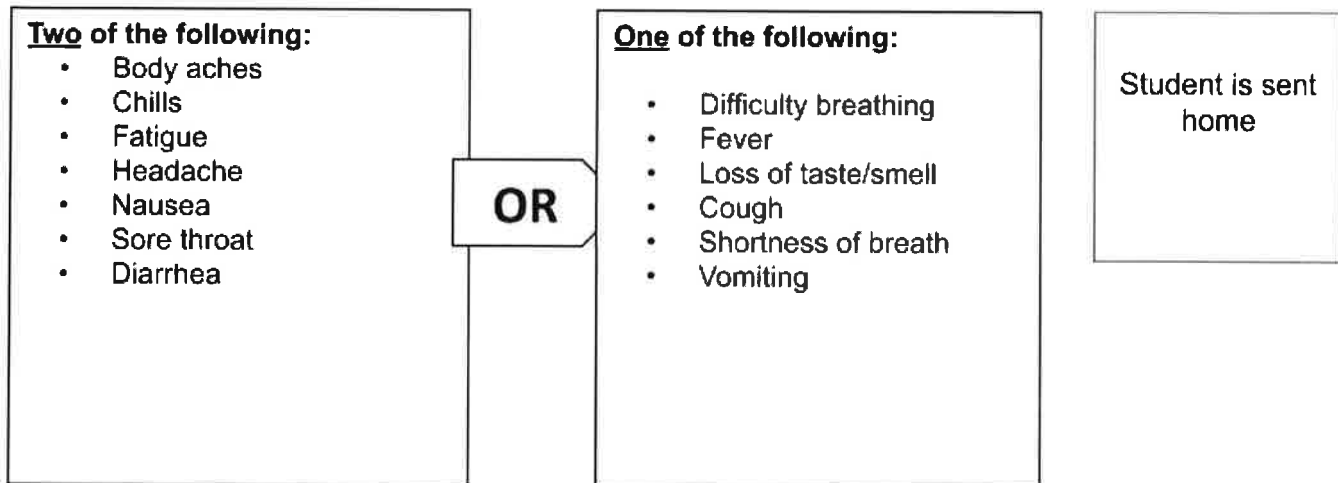 Two of the following:
• Body aches
• Chills
• Fatigue
• Headache
• Nausea
• Sore throat
• Diarrhea
OR
One of the following:
• Difficulty breathing
• Fever
• Loss of taste/smell
• Cough
• Shortness of breath
• Vomiting
Student is sent
home